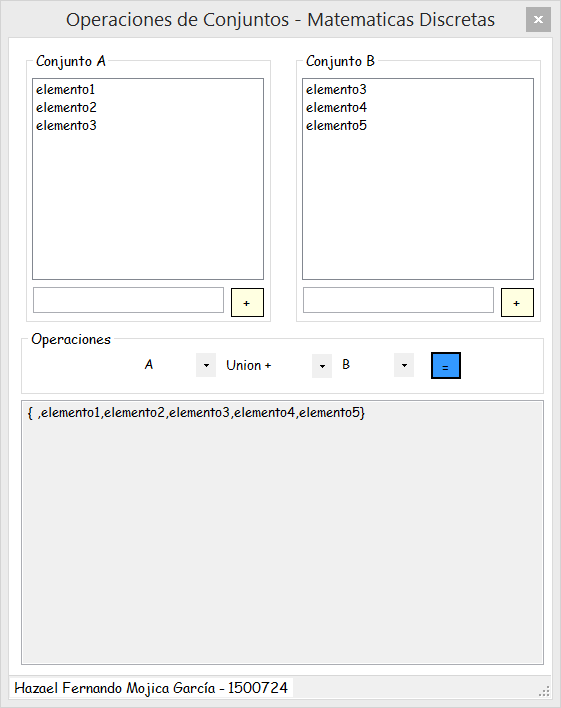 Operaciones de Conjuntos - Matematicas Discretas
Conjunto A
elemento1
elemento2
elemento3
+
Conjunto B
elemento3
elemento4
elemento5
+
Operaciones
A Union + B =
{ ,elemento1,elemento2,elemento3,elemento4,elemento5}
Hazael Fernando Mojica García - 1500724